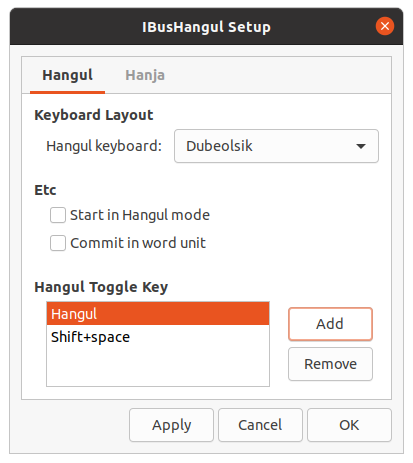 IBusHangul Setup
Hangul Hanja
Keyboard Layout
Hangul keyboard: Dubeolsik
Etc
Start in Hangul mode
Commit in word unit
Hangul Toggle Key
Hangul
Shift+space
Add
Remove
Apply Cancel OK